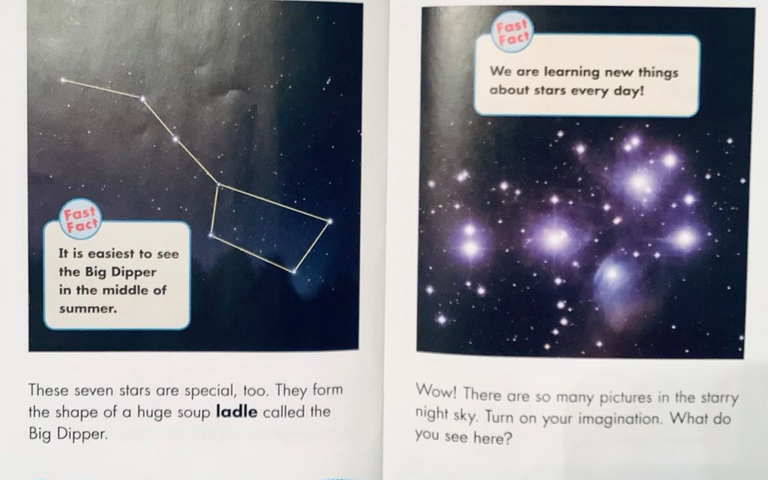 Fast
Fact
It is easiest to see
the Big Dipper
in the middle of
summer.
These seven stars are special, too. They form
the shape of a huge soup ladle called the
Big Dipper.
Fast
Fact
We are learning new things
about stars every day!
Wow! There are so many pictures in the starry
night sky. Turn on your imagination. What do
you see here?